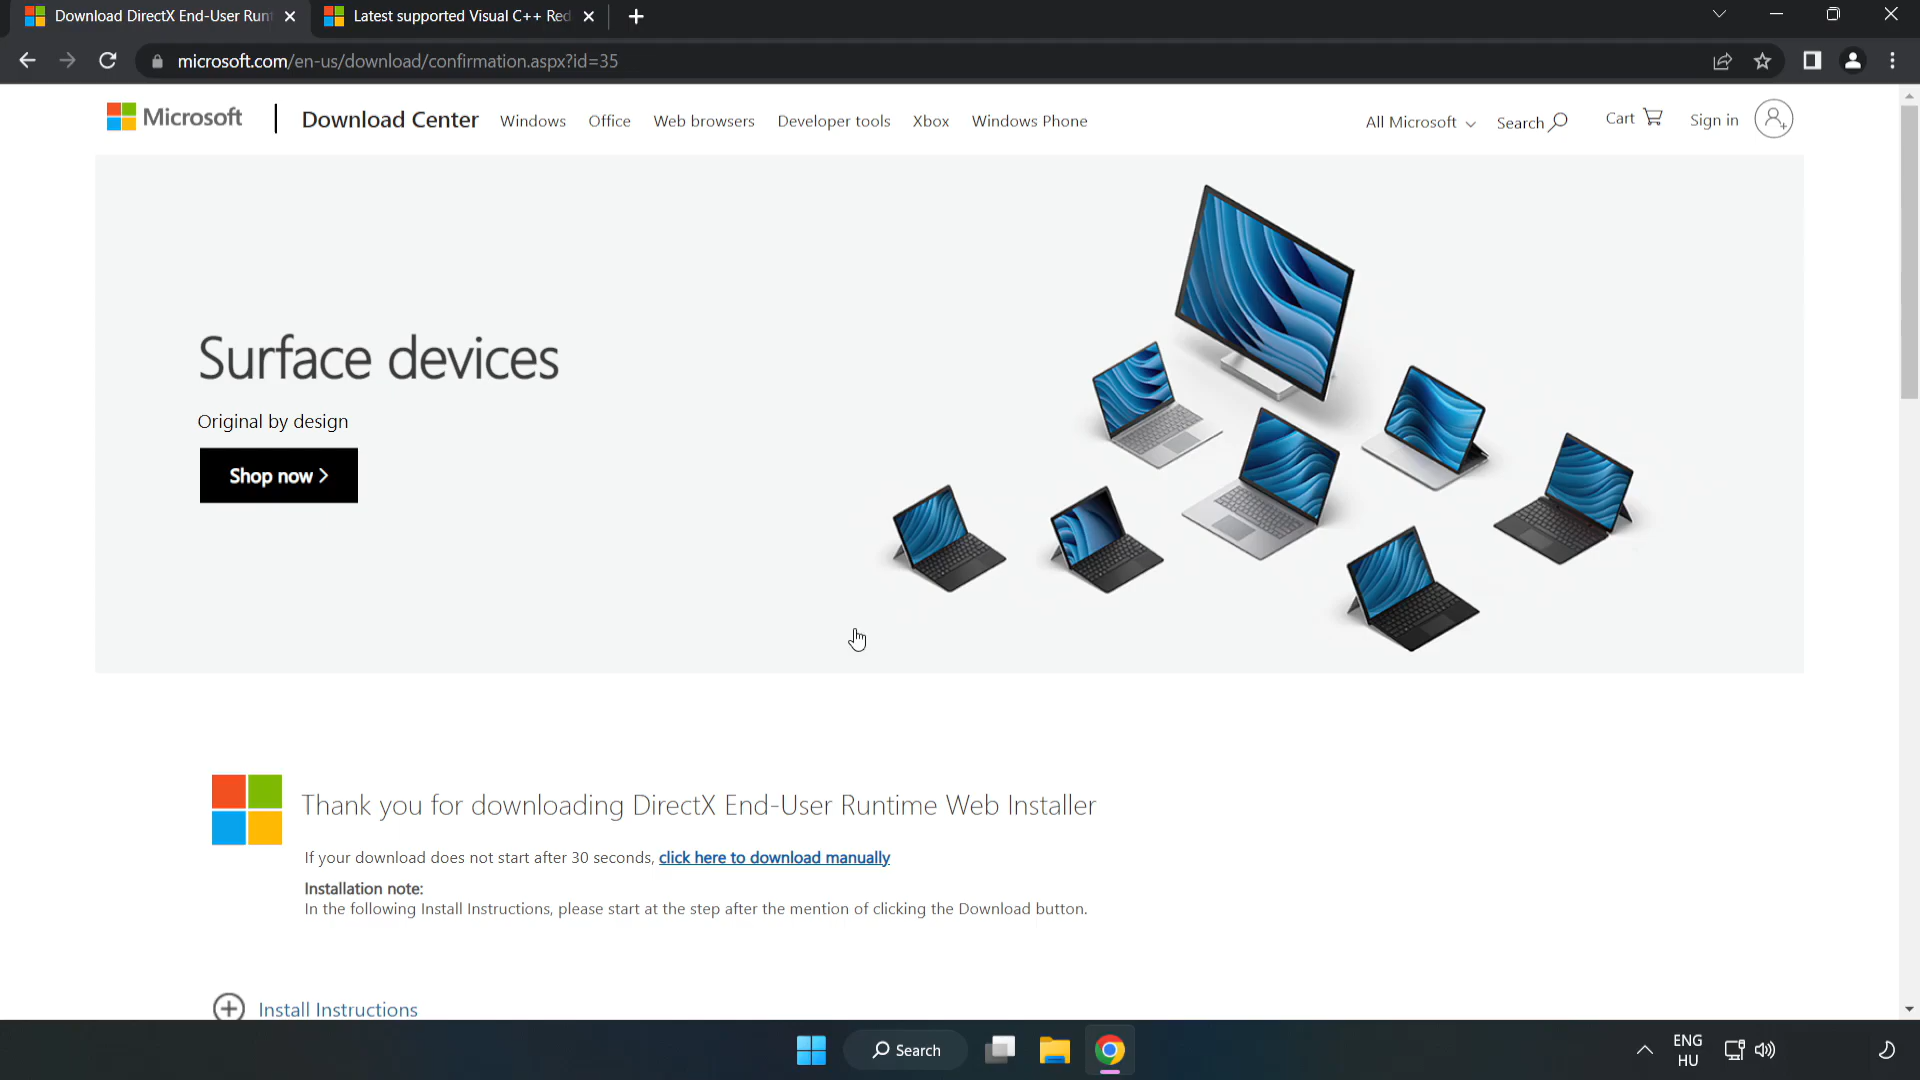 Download DirectX End-User Runt
Latest supported Visual C++ Red
microsoft.com/en-us/download/confirmation.aspx?id=35
Microsoft
Download Center
Windows
Office
Web browsers
Developer tools
Xbox
Windows Phone
All Microsoft
Search
Cart
Sign in
Surface devices
Original by design
Shop now
Thank you for downloading DirectX End-User Runtime Web Installer
If your download does not start after 30 seconds, click here to download manually
Installation note:
In the following Install Instructions, please start at the step after the mention of clicking the Download button.
Install Instructions
Search
ENG
HU